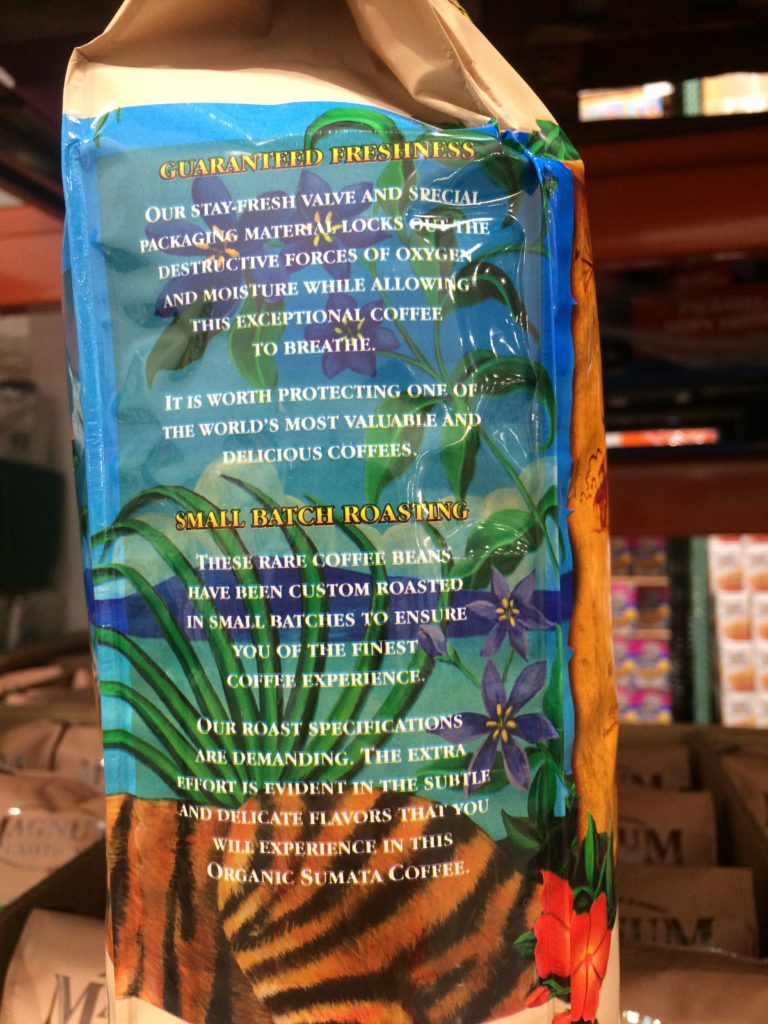 GUARANTEED FRESHNESS
OUR STAY-FRESH VALVE AND SPECIAL
PACKAGING MATERIAL LOCKS OUT THE
DESTRUCTIVE FORCES OF OXYGEN
AND MOISTURE WHILE ALLOWING
THIS EXCEPTIONAL COFFEE
TO BREATHE.
IT IS WORTH PROTECTING ONE OF
THE WORLD'S MOST VALUABLE AND
DELICIOUS COFFEES.
SMALL BATCH ROASTING
THESE RARE COFFEE BEANS
HAVE BEEN CUSTOM ROASTED
IN SMALL BATCHES TO ENSURE
YOU OF THE FINEST
COFFEE EXPERIENCE.
OUR ROAST SPECIFICATIONS
ARE DEMANDING. THE EXTRA
EFFORT IS EVIDENT IN THE SUBTLE
AND DELICATE FLAVORS THAT YOU
WILL EXPERIENCE IN THIS
ORGANIC SUMATA COFFEE.